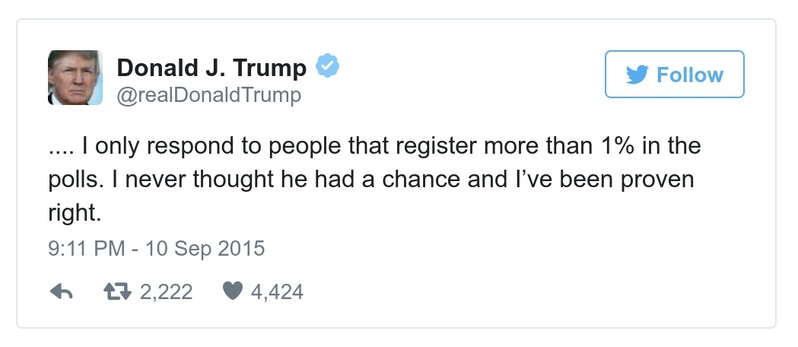 Donald J. Trump
@realDonaldTrump
Follow
.... I only respond to people that register more than 1% in the
polls. I never thought he had a chance and I’ve been proven
right.
9:11 PM - 10 Sep 2015
2,222 4,424